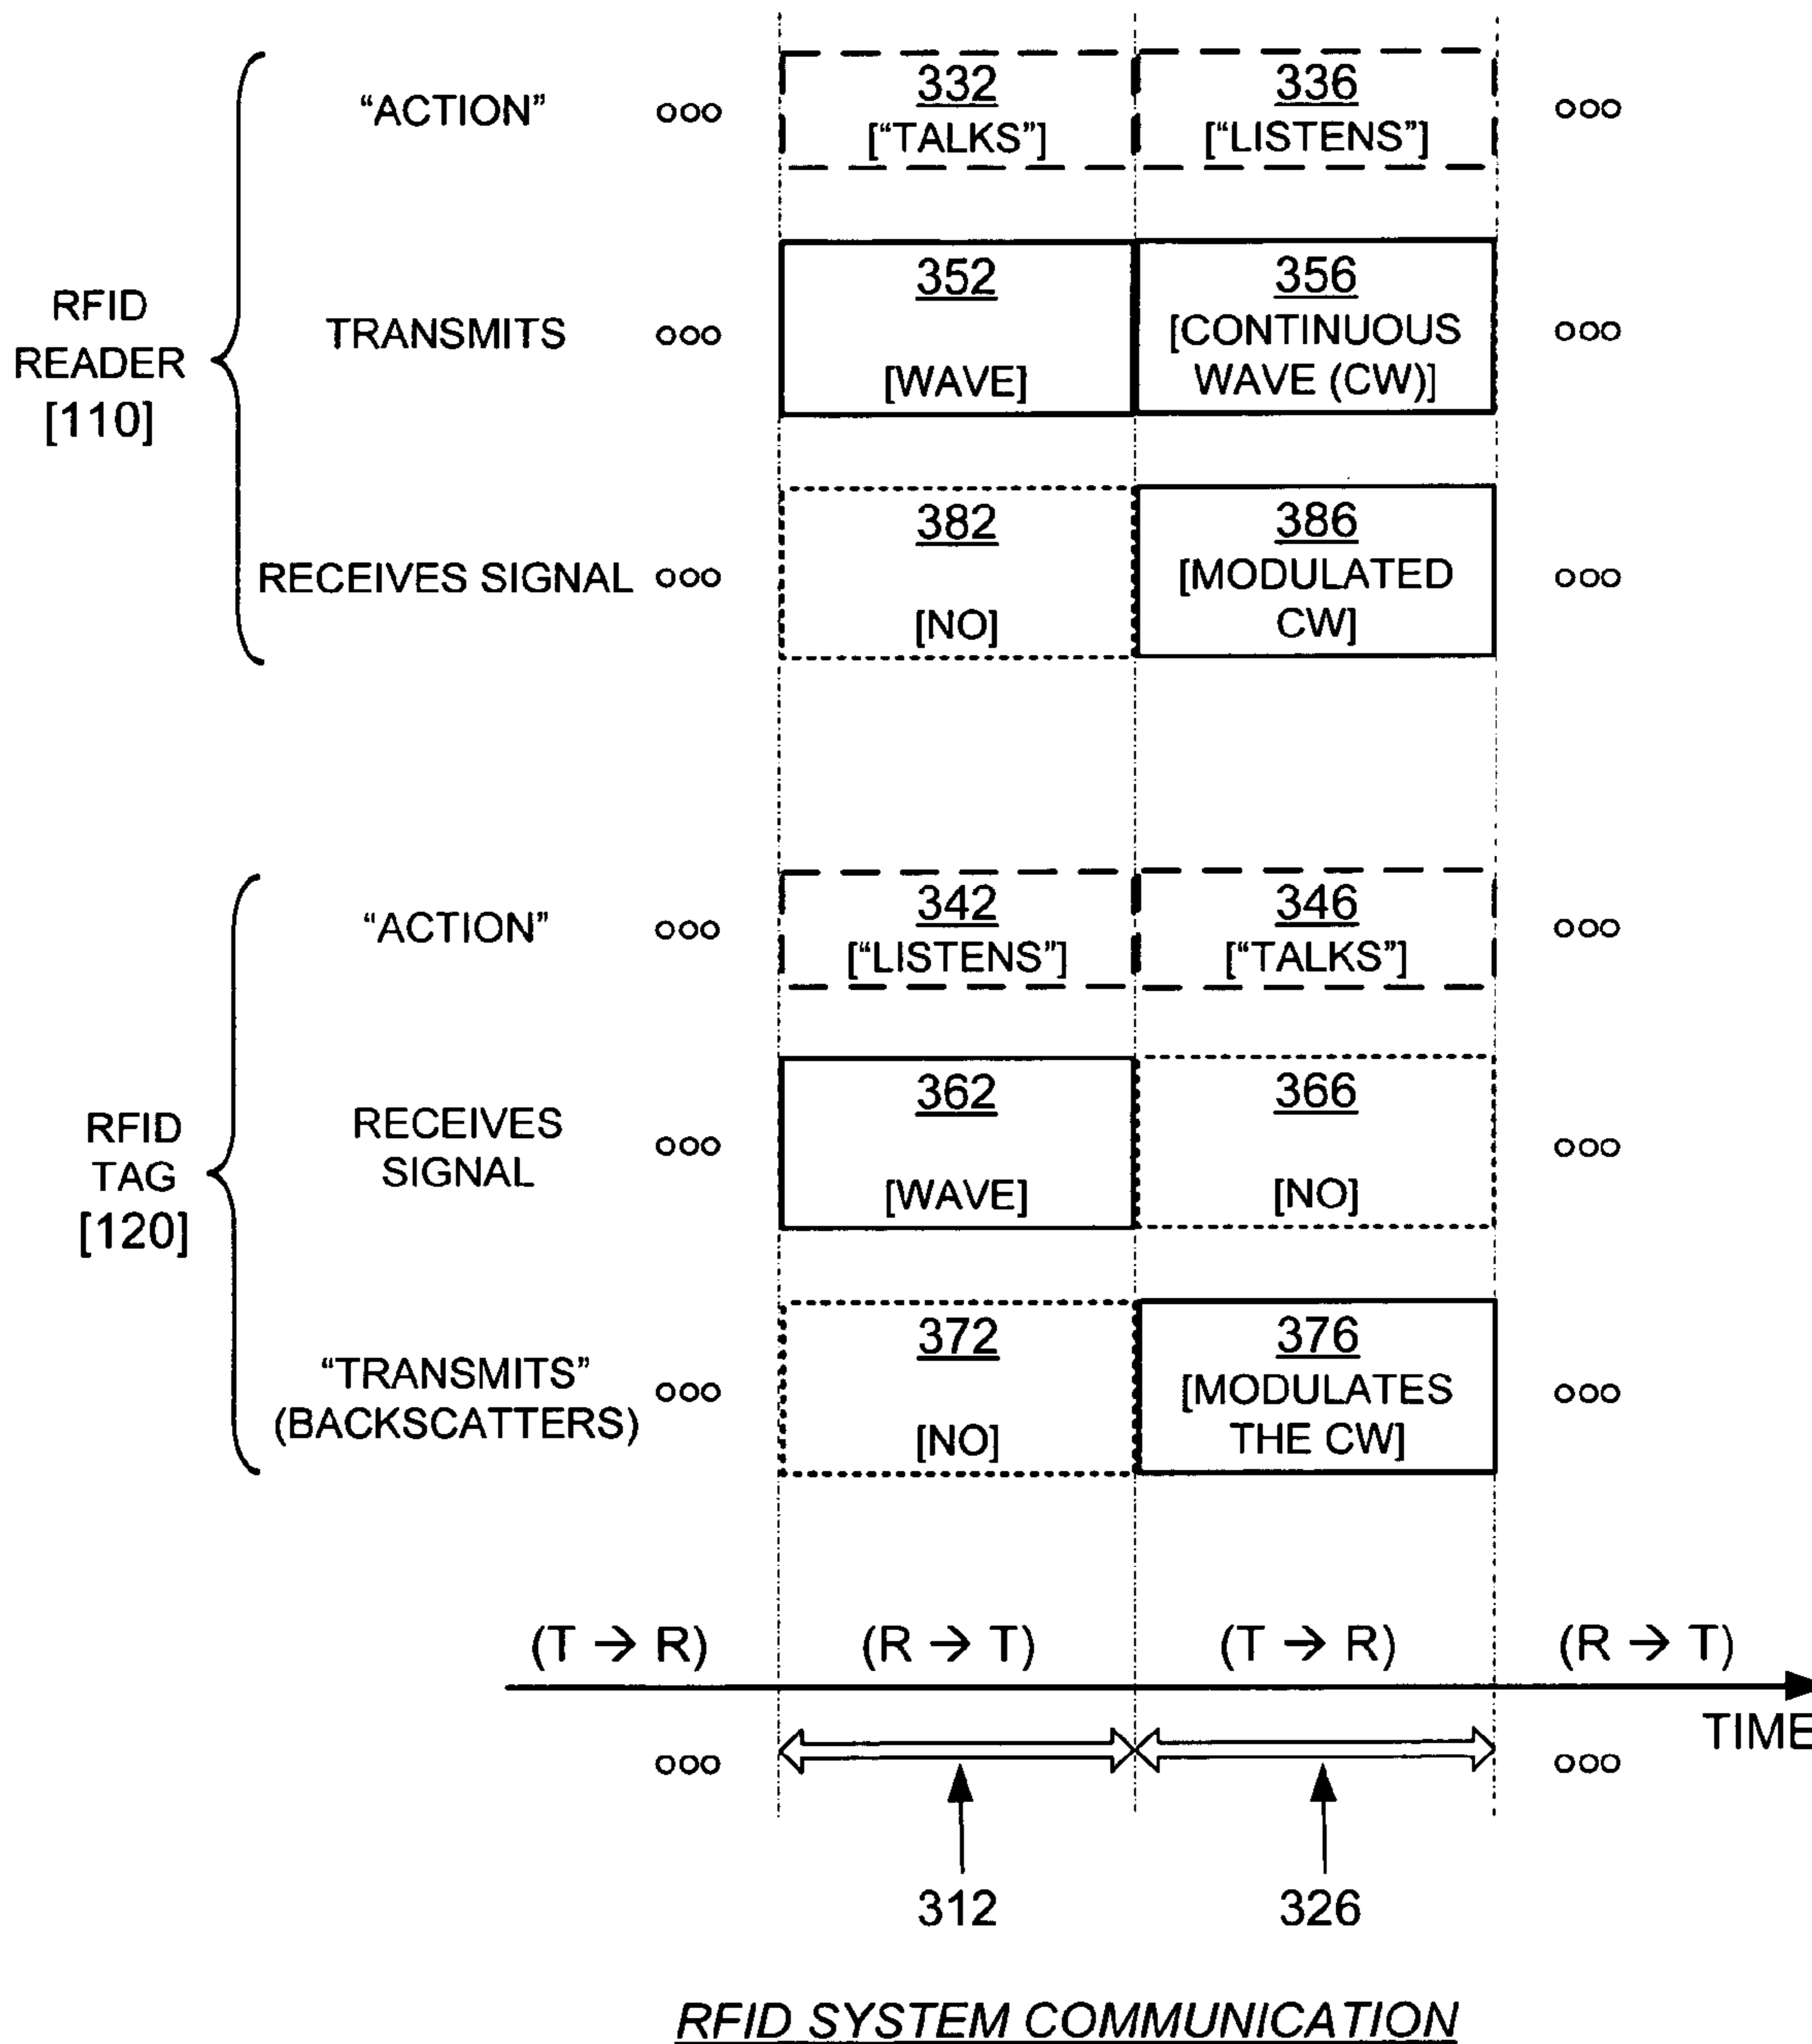 332
336
"ACTION" ooo ["TALKS"] ["LISTENS"] ooo
352
356
RFID
READER
[110]
TRANSMITS ooo [CONTINUOUS ooo
[WAVE] WAVE (CW)]
382
386
RECEIVES SIGNAL ooo [MODULATED ooo
[NO] CW]
342
346
"ACTION" ooo ["LISTENS"] ["TALKS"] ooo
362
366
RFID
TAG
[120]
RECEIVES
SIGNAL
ooo
[WAVE] [NO]
ooo
372
376
"TRANSMITS"
(BACKSCATTERS)
ooo
[NO]
[MODULATES
THE CW]
ooo
(T → R) (R → T) (T → R) (R → T)
TIME
ooo ooo
312 326
RFID SYSTEM COMMUNICATION